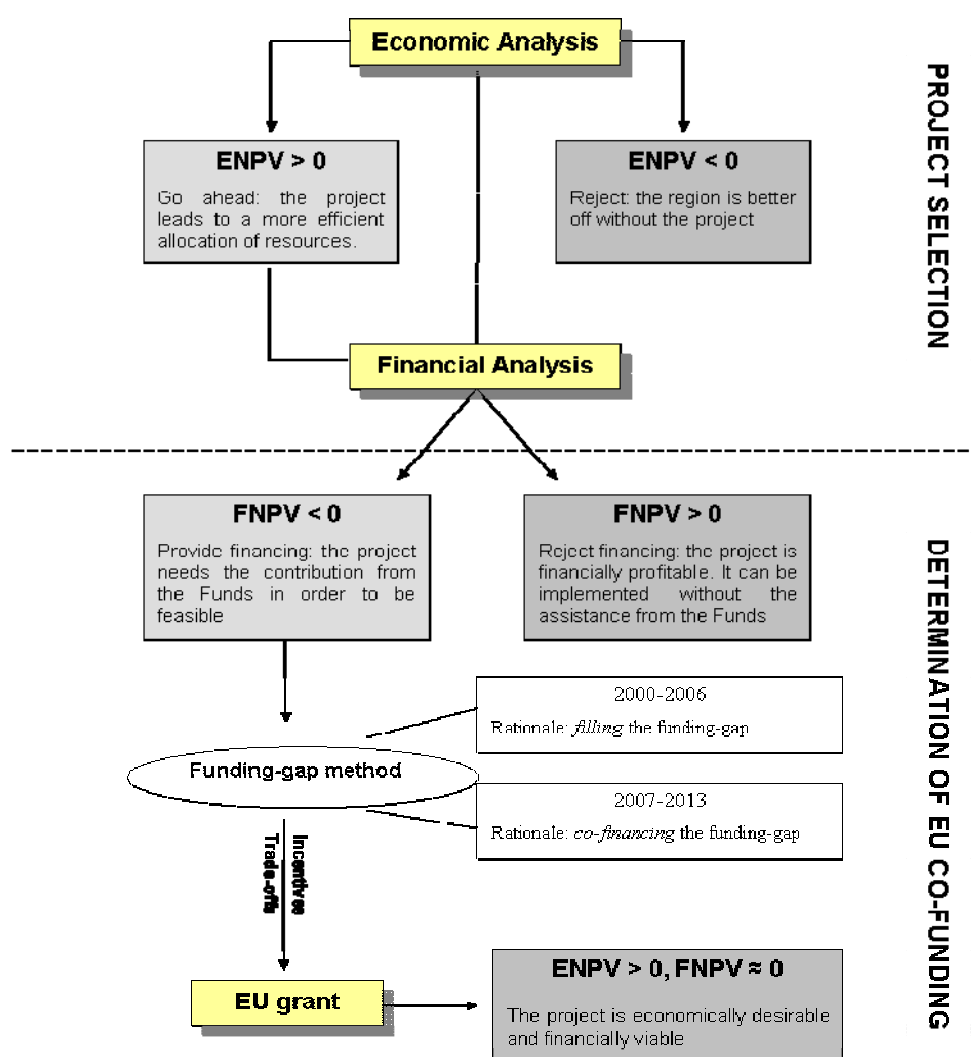 Economic Analysis
PROJECT SELECTION
ENPV > 0
Go ahead: the project
leads to a more efficient
allocation of resources.
ENPV < 0
Reject: the region is better
off without the project
Financial Analysis
FNPV < 0
Provide financing: the project
needs the contribution from
the Funds in order to be
feasible
FNPV > 0
Reject financing: the project is
financially profitable. It can be
implemented without the
assistance from the Funds
DETERMINATION OF EU CO-FUNDING
2000-2006
Rationale: filling the funding-gap
Funding-gap method
2007-2013
Rationale: co-financing the funding-gap
Incentives
Trade-offs
EU grant
ENPV > 0, FNPV ≈ 0
The project is economically desirable
and financially viable